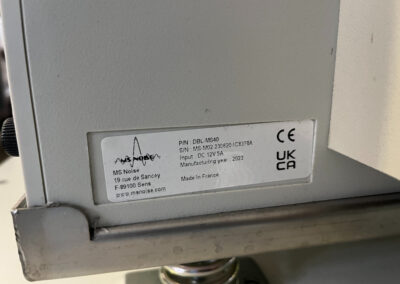 MS NOISE
MS Noise
19 rue de Sancey
F-89100 Sens
www.msnoise.com
P/N : DBL-MS40
S/N :
Input : DC 12V 5A
Manufacturing year : 2023
Made in France
CE
UK
CA